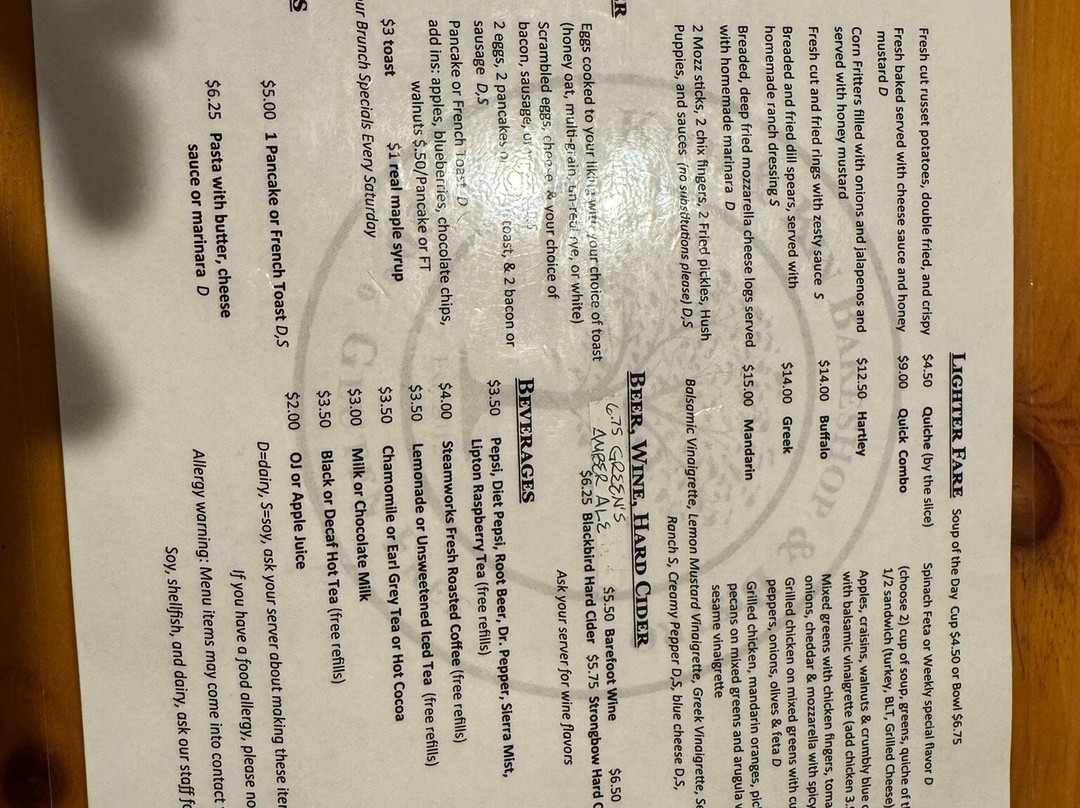 Fresh cut russet potatoes, double fried, and crispy
Fresh baked served with cheese sauce and honey
mustard D
Corn Fritters filled with onions and jalapenos and
served with honey mustard
Fresh cut and fried rings with zesty sauce S
Breaded and fried dill spears, served with
homemade ranch dressing S
Breaded, deep fried mozzarella cheese logs served
with homemade marinara D
2 Mozz sticks, 2 chix fingers, 2 Fried pickles, Hush
Puppies, and sauces (no substitutions please) D,S
R
Eggs cooked to your liking with your choice of toast
(honey oat, multi-grain, un-real rye, or white)
Scrambled eggs, cheese & your choice of
bacon, sausage,
2 eggs, 2 pancakes toast, & 2 bacon or
sausage D,S
Pancake or French Toast D
add ins: apples, blueberries, chocolate chips,
walnuts $.50/Pancake or FT
$3 toast $1 real maple syrup
ur Brunch Specials Every Saturday
S
$5.00 1 Pancake or French Toast D,S
$6.25 Pasta with butter, cheese
sauce or marinara D
LIGHTER FARE Soup of the Day Cup $4.50 or Bowl $6.75
$4.50 Quiche (by the slice) Spinach Feta or Weekly special flavor D
$9.00 Quick Combo (choose 2) cup of soup, greens, quiche of
1/2 sandwich (turkey, BLT, Grilled Cheese)
$12.50 Hartley Apples, craisins, walnuts & crumbly blue c
with balsamic vinaigrette (add chicken 3.
$14.00 Buffalo Mixed greens with chicken fingers, toma
onions, cheddar & mozzarella with spicy
$14.00 Greek Grilled chicken on mixed greens with cu
peppers, onions, olives & feta D
$15.00 Mandarin Grilled chicken, mandarin oranges, pic
pecans on mixed greens and arugula w
sesame vinaigrette
Balsamic Vinaigrette, Lemon Mustard Vinaigrette, Greek Vinaigrette, Se
Ranch S, Creamy Pepper D,S, blue cheese D,S,
BEER, WINE, HARD CIDER
6.75 GREEN'S $5.50 Barefoot Wine $6.50
AMBER ALE
$6.25 Blackbird Hard Cider $5.75 Strongbow Hard C
Ask your server for wine flavors
BEVERAGES
$3.50 Pepsi, Diet Pepsi, Root Beer, Dr. Pepper, Sierra Mist,
Lipton Raspberry Tea (free refills)
$4.00 Steamworks Fresh Roasted Coffee (free refills)
$3.50 Lemonade or Unsweetened Iced Tea (free refills)
$3.50 Chamomile or Earl Grey Tea or Hot Cocoa
$3.00 Milk or Chocolate Milk
$3.50 Black or Decaf Hot Tea (free refills)
$2.00 OJ or Apple Juice
D=dairy, S=soy, ask your server about making these iter
If you have a food allergy, please no
Allergy warning: Menu items may come into contact
Soy, shellfish, and dairy, ask our staff fo
N BAKESHOP &
G